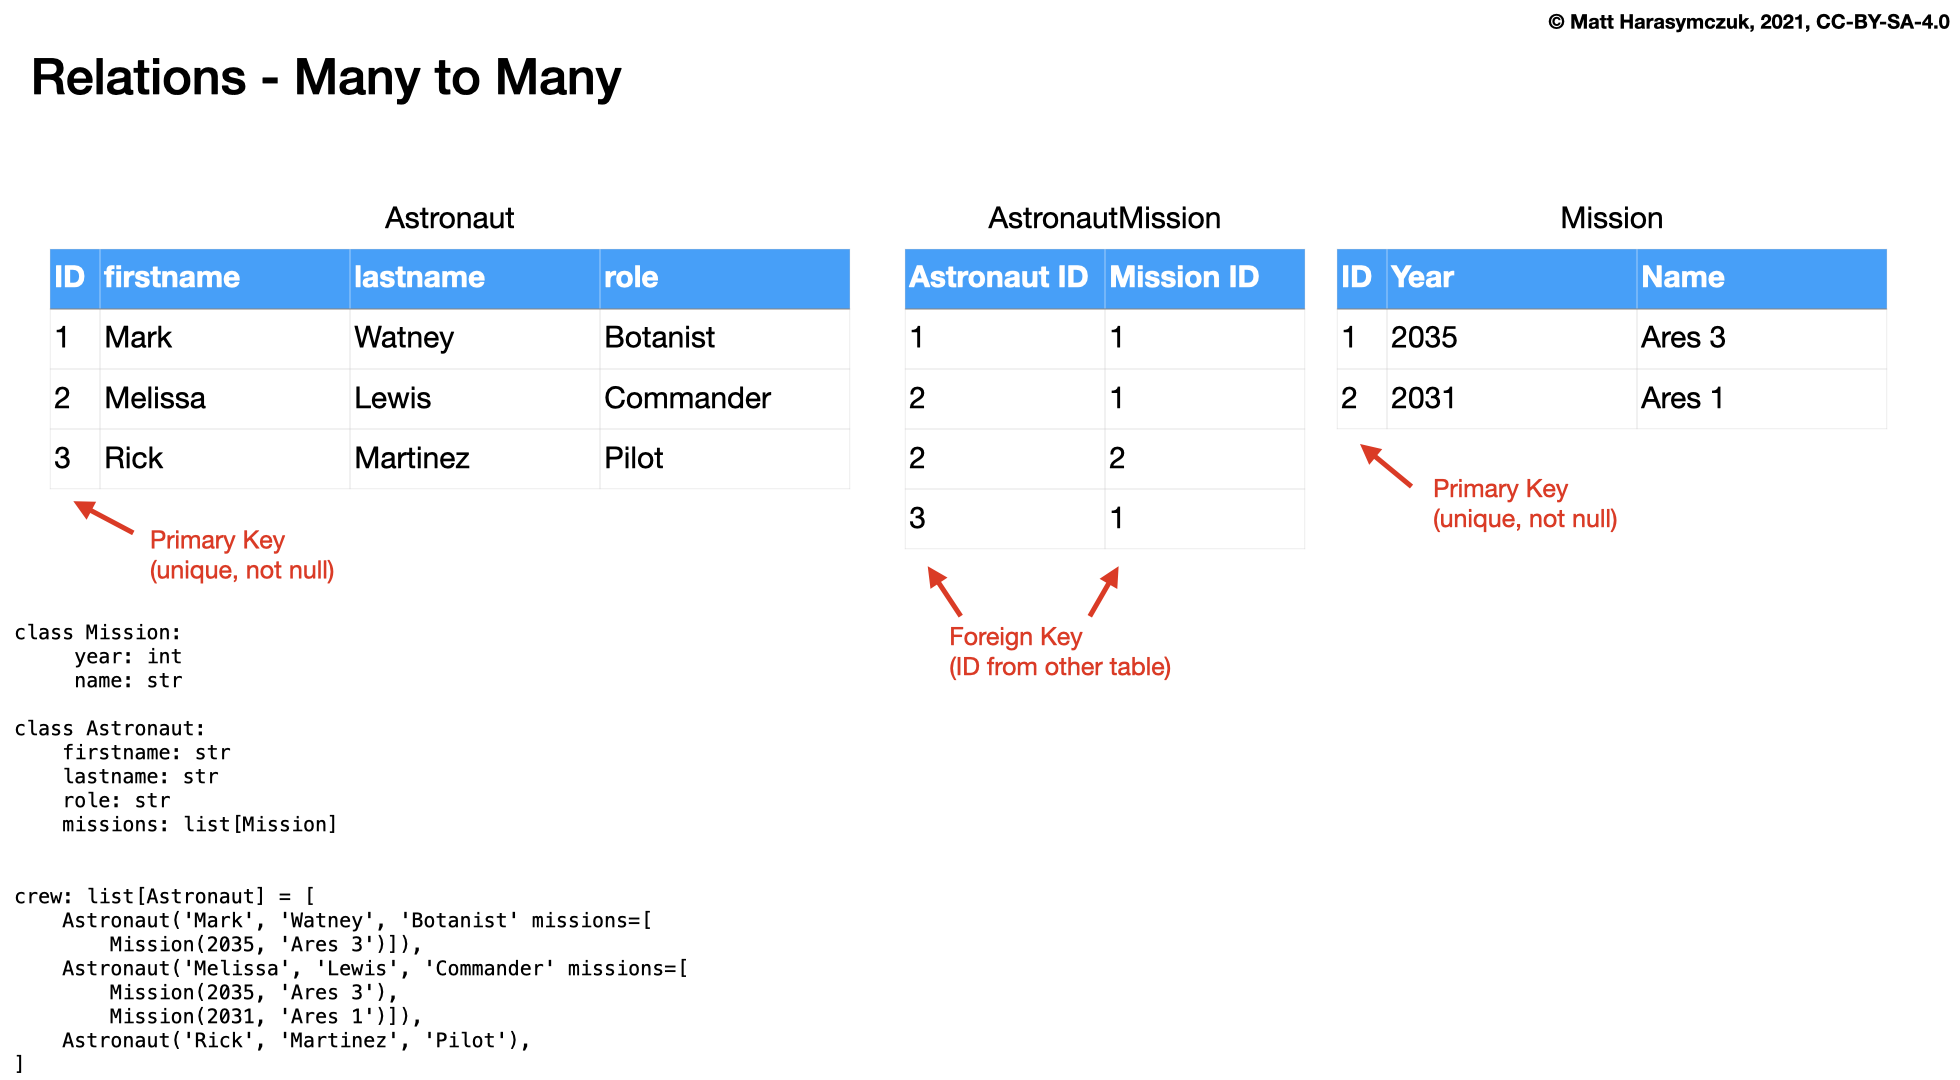 © Matt Harasymczuk, 2021, CC-BY-SA-4.0
Relations - Many to Many
Astronaut
ID firstname lastname role
1 Mark Watney Botanist
2 Melissa Lewis Commander
3 Rick Martinez Pilot
Primary Key
(unique, not null)
AstronautMission
Astronaut ID Mission ID
1 1
2 1
2 2
3 1
Foreign Key
(ID from other table)
Mission
ID Year Name
1 2035 Ares 3
2 2031 Ares 1
Primary Key
(unique, not null)
class Mission:
     year: int
     name: str
class Astronaut:
    firstname: str
    lastname: str
    role: str
    missions: list[Mission]
crew: list[Astronaut] = [
    Astronaut('Mark', 'Watney', 'Botanist' missions=[
        Mission(2035, 'Ares 3')]),
    Astronaut('Melissa', 'Lewis', 'Commander' missions=[
        Mission(2035, 'Ares 3'),
        Mission(2031, 'Ares 1')]),
    Astronaut('Rick', 'Martinez', 'Pilot'),
]